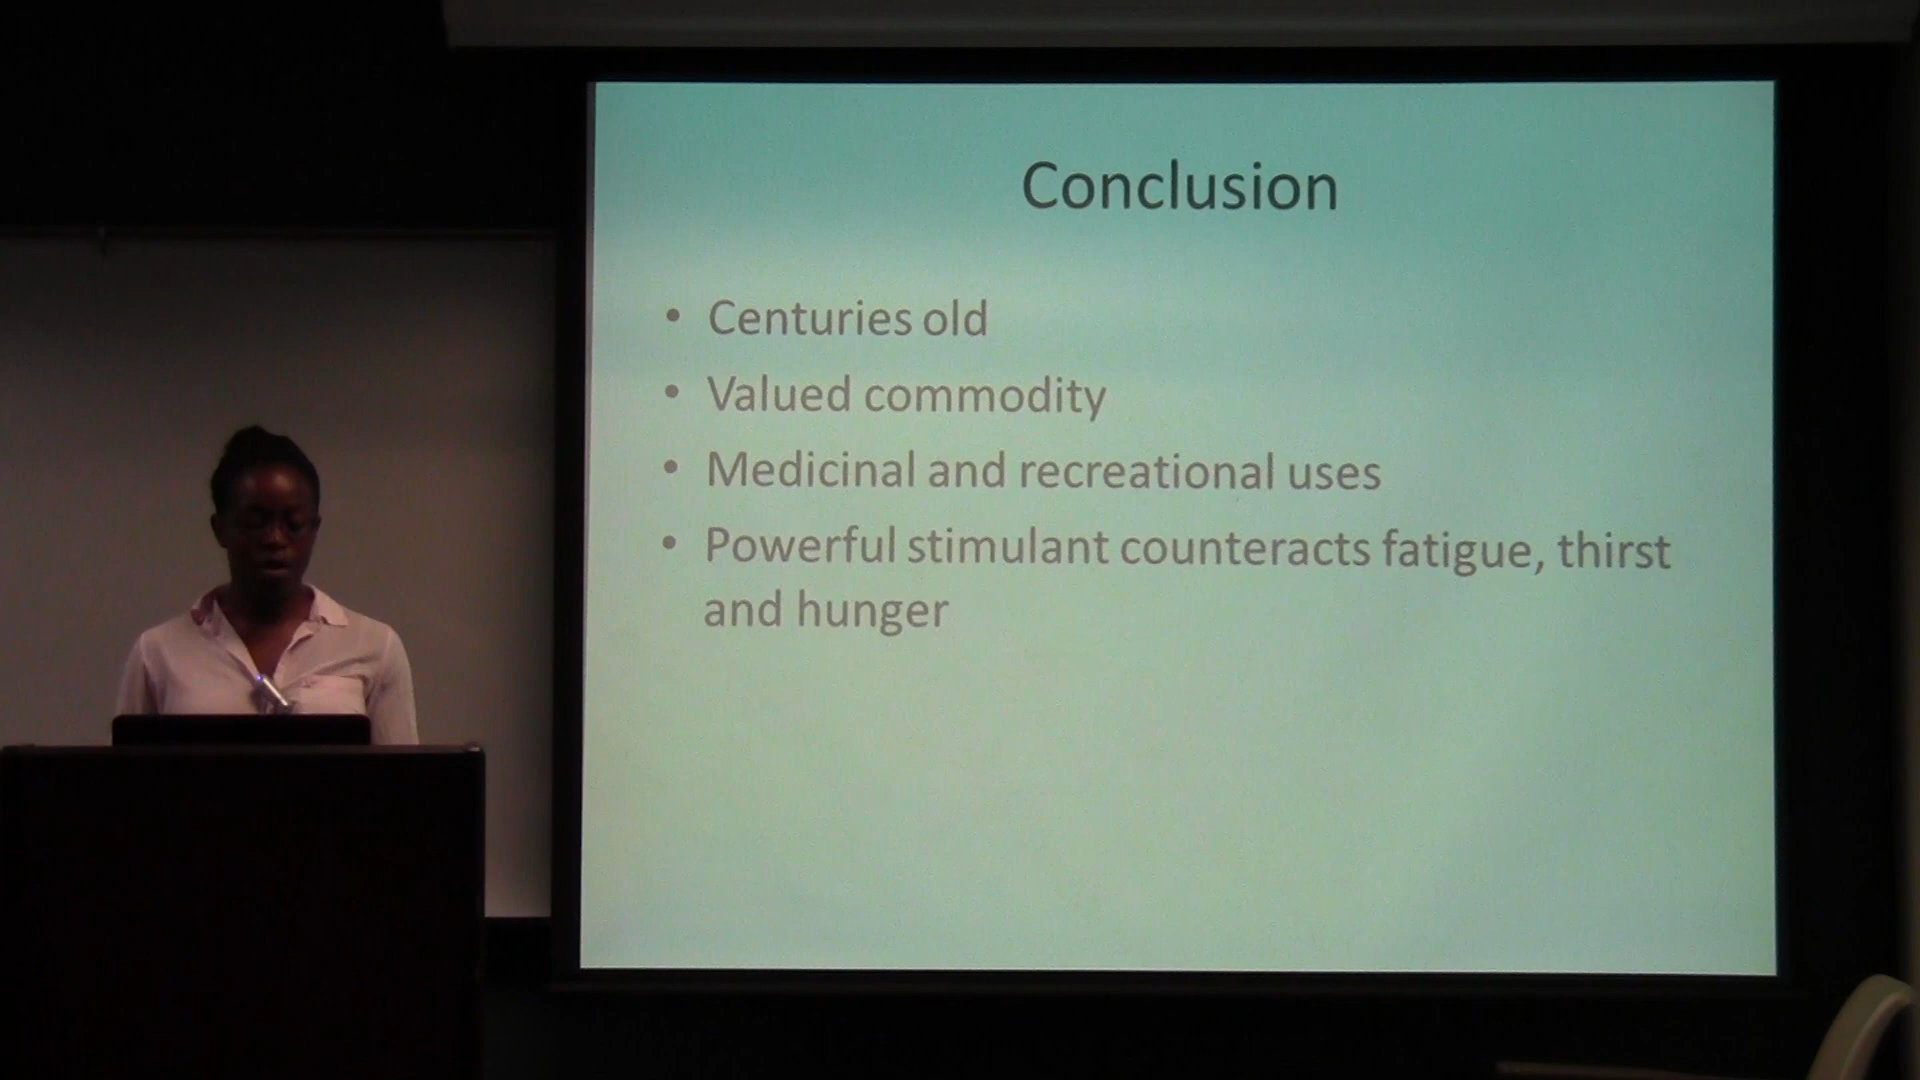 Conclusion
• Centuries old
• Valued commodity
• Medicinal and recreational uses
• Powerful stimulant counteracts fatigue, thirst
and hunger